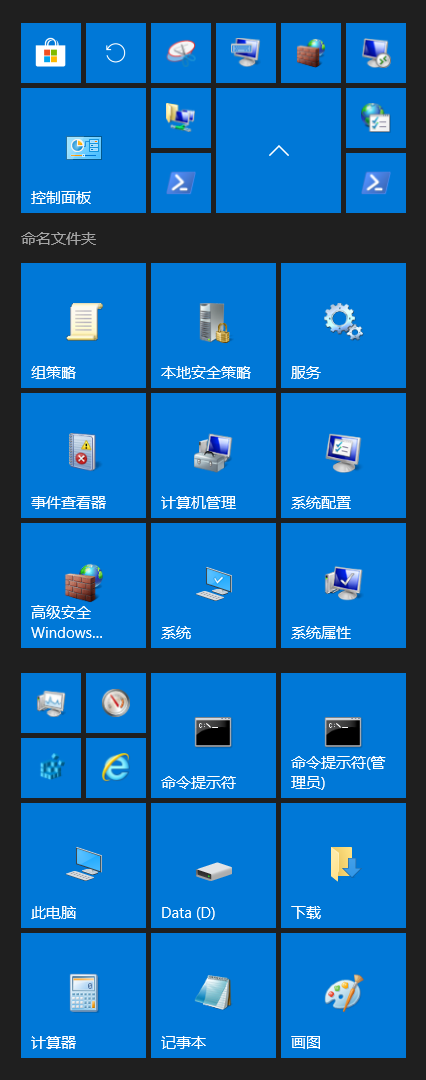 控制面板
命名文件夹
组策略
本地安全策略
服务
事件查看器
计算机管理
系统配置
高级安全
Windows...
系统
系统属性
C:\_
命令提示符
C:\_
命令提示符(管
理员)
此电脑
Data (D)
下载
计算器
记事本
画图